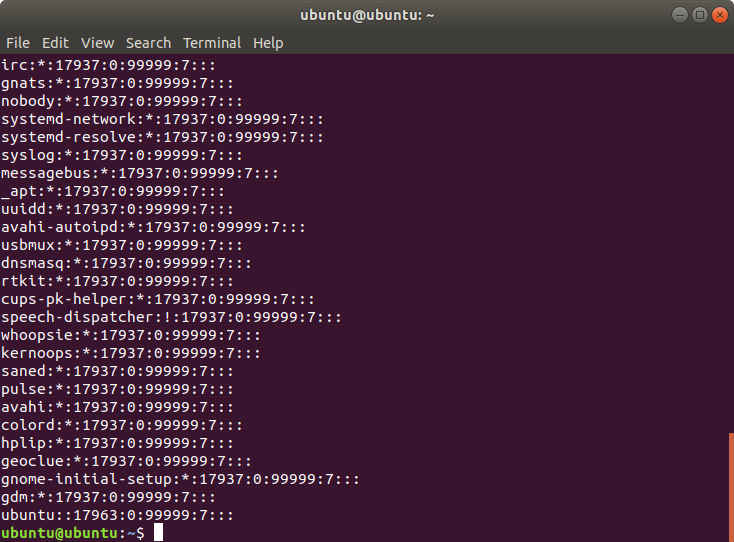 ubuntu@ubuntu: ~
File Edit View Search Terminal Help
irc:*:17937:0:99999:7:::
gnats:*:17937:0:99999:7:::
nobody:*:17937:0:99999:7:::
systemd-network:*:17937:0:99999:7:::
systemd-resolve:*:17937:0:99999:7:::
syslog:*:17937:0:99999:7:::
messagebus:*:17937:0:99999:7:::
_apt:*:17937:0:99999:7:::
uuidd:*:17937:0:99999:7:::
avahi-autoipd:*:17937:0:99999:7:::
usbmux:*:17937:0:99999:7:::
dnsmasq:*:17937:0:99999:7:::
rtkit:*:17937:0:99999:7:::
cups-pk-helper:*:17937:0:99999:7:::
speech-dispatcher:!:17937:0:99999:7:::
whoopsie:*:17937:0:99999:7:::
kernoops:*:17937:0:99999:7:::
saned:*:17937:0:99999:7:::
pulse:*:17937:0:99999:7:::
avahi:*:17937:0:99999:7:::
colord:*:17937:0:99999:7:::
hplip:*:17937:0:99999:7:::
geoclue:*:17937:0:99999:7:::
gnome-initial-setup:*:17937:0:99999:7:::
gdm:*:17937:0:99999:7:::
ubuntu::17963:0:99999:7:::
ubuntu@ubuntu:~$